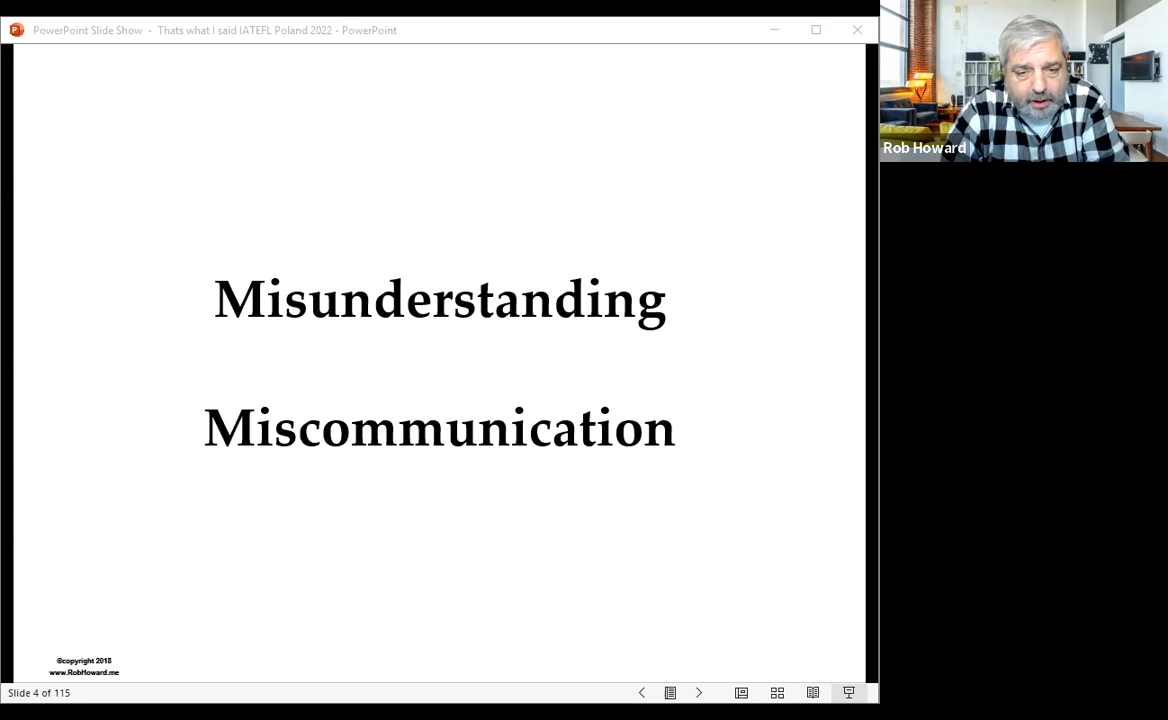 PowerPoint Slide Show - Thats what I said IATEFL Poland 2022 - PowerPoint
Rob Howard
Misunderstanding
Miscommunication
©copyright 2018
www.RobHoward.me
Slide 4 of 115